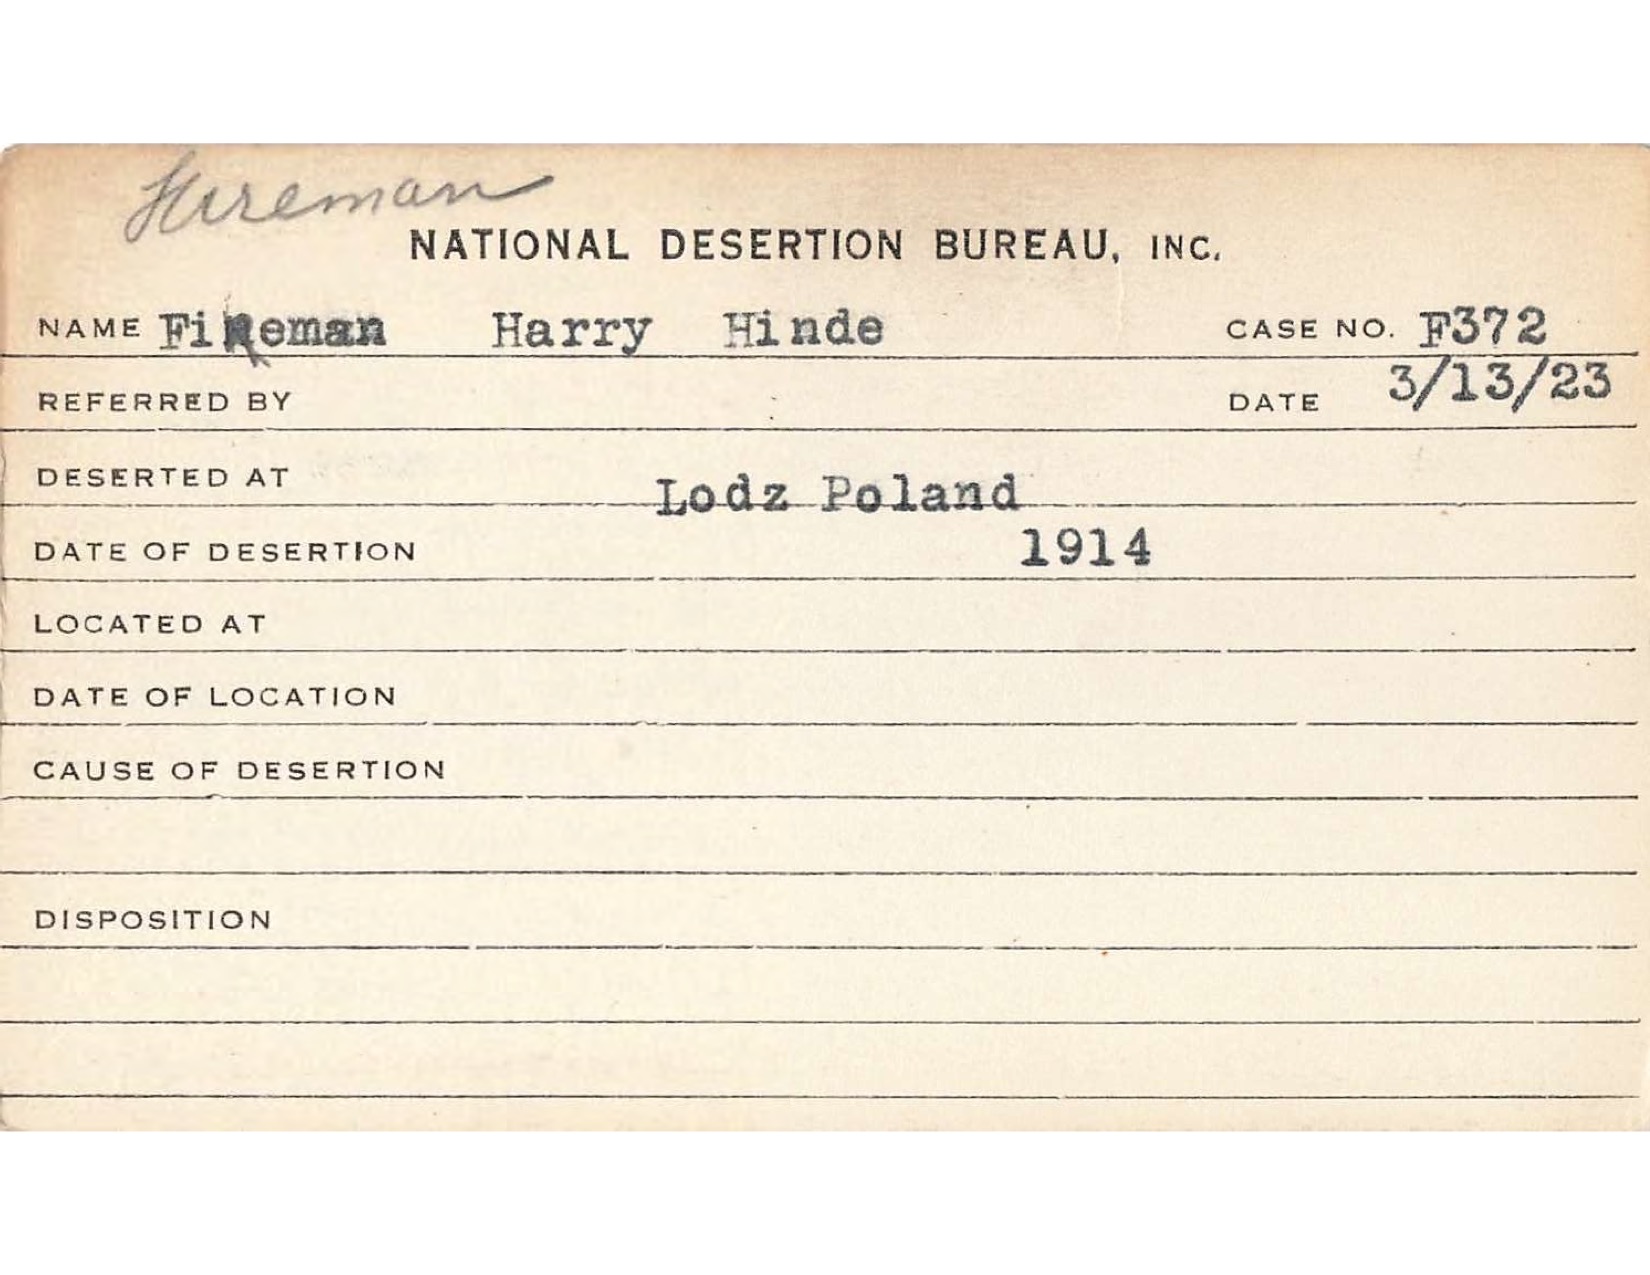 Fireman
NATIONAL DESERTION BUREAU, INC.
NAME Fireman Harry Hinde CASE NO. F372
REFERRED BY DATE 3/13/23
DESERTED AT Lodz Poland
DATE OF DESERTION 1914
LOCATED AT
DATE OF LOCATION
CAUSE OF DESERTION
DISPOSITION